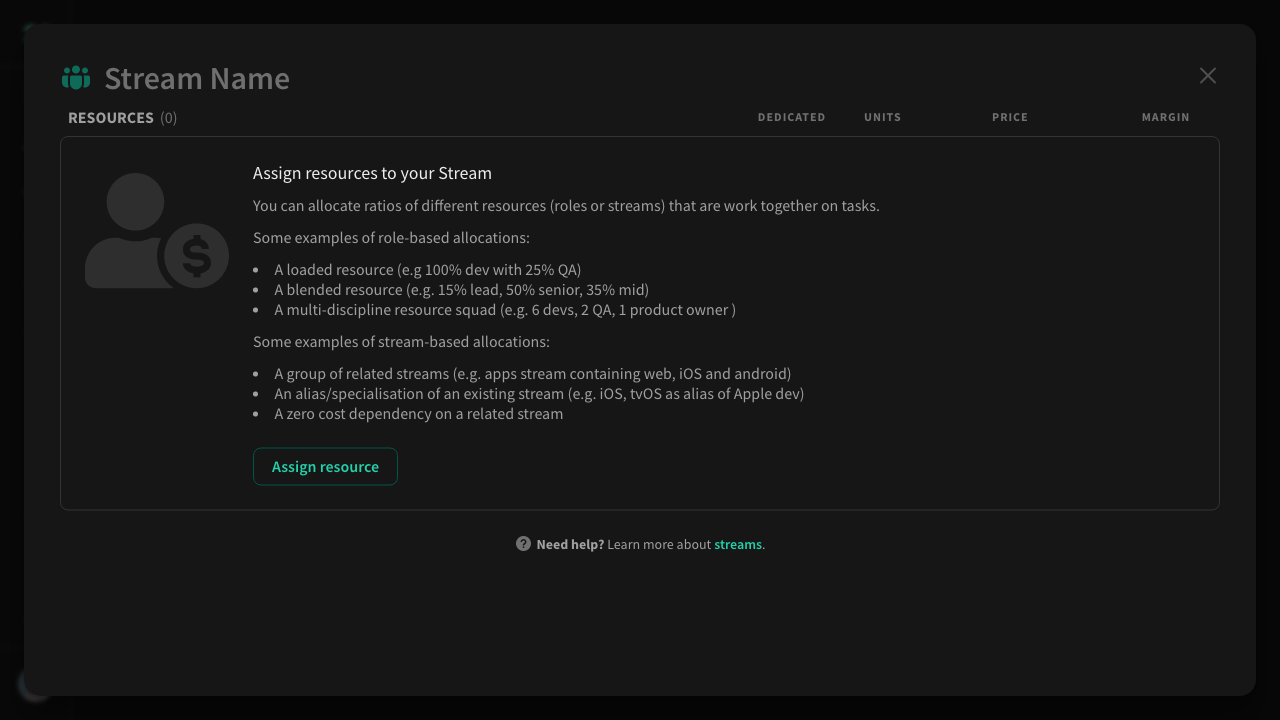 Stream Name
RESOURCES (0) DEDICATED UNITS PRICE MARGIN
Assign resources to your Stream
You can allocate ratios of different resources (roles or streams) that are work together on tasks.
Some examples of role-based allocations:
• A loaded resource (e.g 100% dev with 25% QA)
• A blended resource (e.g. 15% lead, 50% senior, 35% mid)
• A multi-discipline resource squad (e.g. 6 devs, 2 QA, 1 product owner )
Some examples of stream-based allocations:
• A group of related streams (e.g. apps stream containing web, iOS and android)
• An alias/specialisation of an existing stream (e.g. iOS, tvOS as alias of Apple dev)
• A zero cost dependency on a related stream
Assign resource
Need help? Learn more about streams.